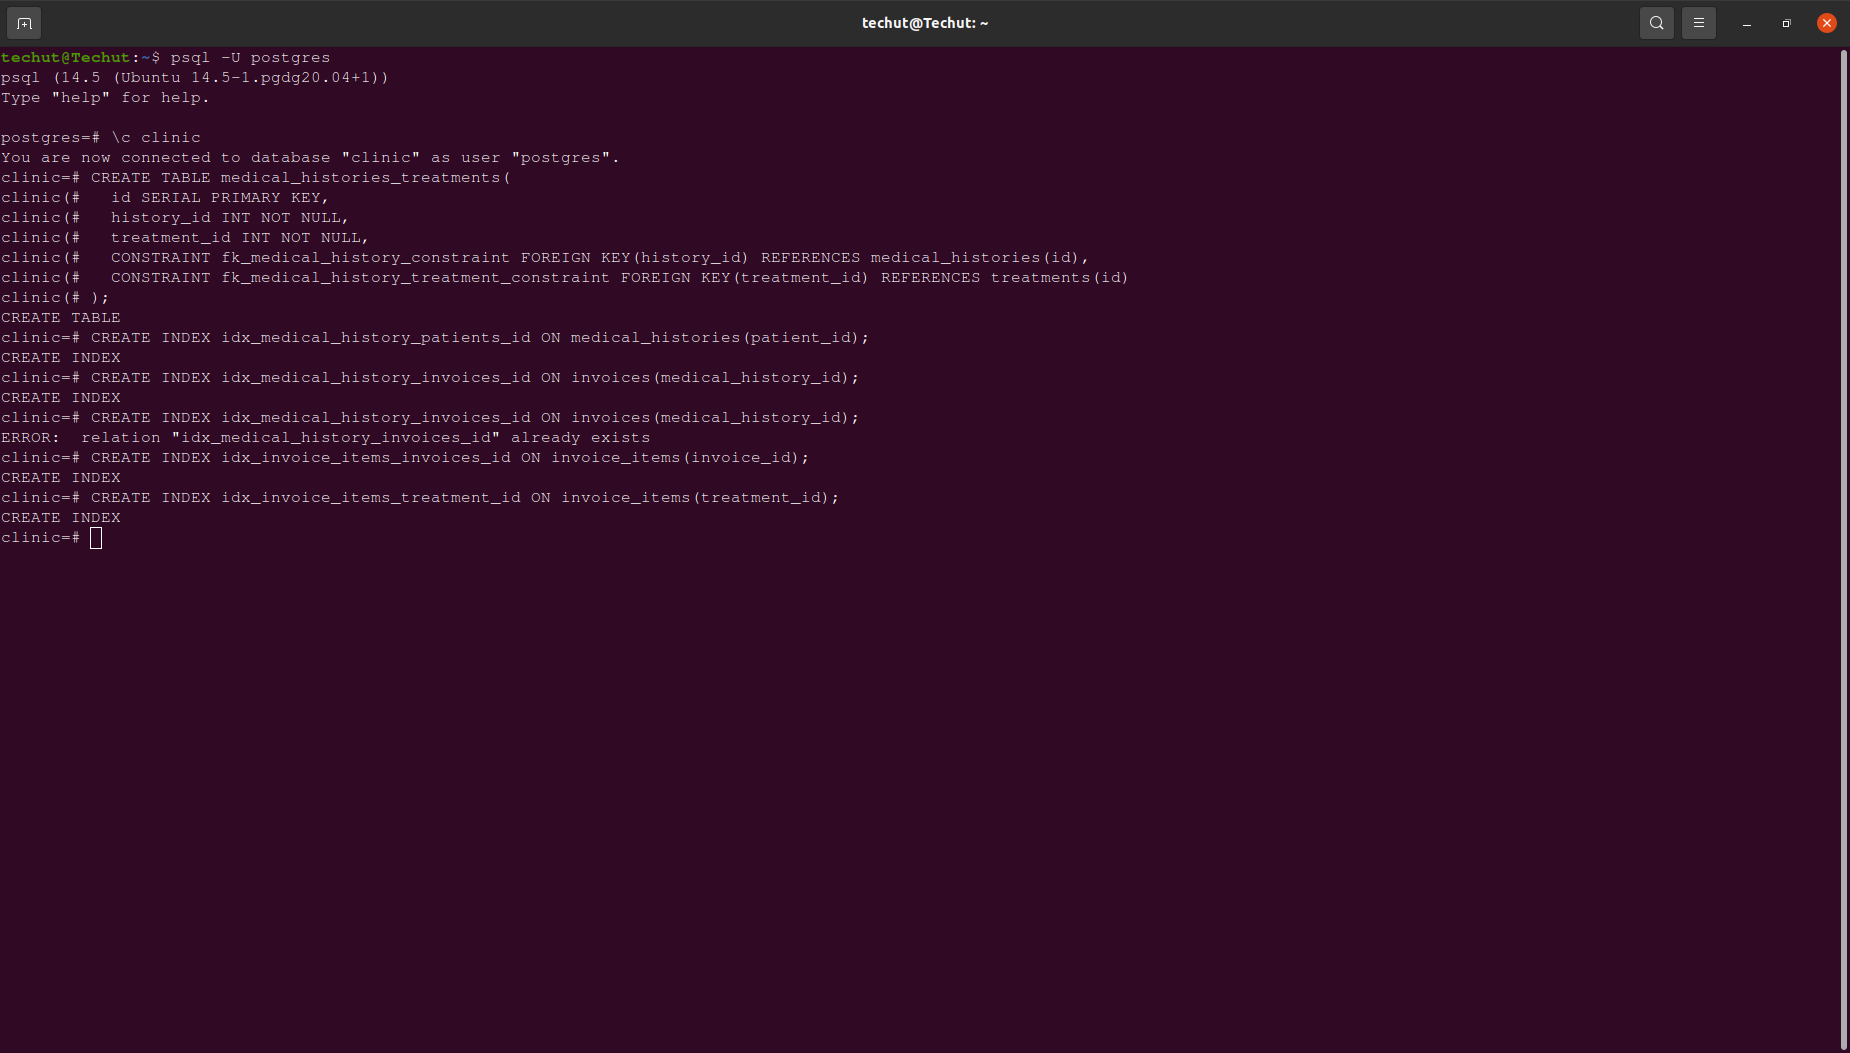 techut@Techut: ~
techut@Techut:~$ psql -U postgres
psql (14.5 (Ubuntu 14.5-1.pgdg20.04+1))
Type "help" for help.
postgres=# \c clinic
You are now connected to database "clinic" as user "postgres".
clinic=# CREATE TABLE medical_histories_treatments(
clinic(#   id SERIAL PRIMARY KEY,
clinic(#   history_id INT NOT NULL,
clinic(#   treatment_id INT NOT NULL,
clinic(#   CONSTRAINT fk_medical_history_constraint FOREIGN KEY(history_id) REFERENCES medical_histories(id),
clinic(#   CONSTRAINT fk_medical_history_treatment_constraint FOREIGN KEY(treatment_id) REFERENCES treatments(id)
clinic(# );
CREATE TABLE
clinic=# CREATE INDEX idx_medical_history_patients_id ON medical_histories(patient_id);
CREATE INDEX
clinic=# CREATE INDEX idx_medical_history_invoices_id ON invoices(medical_history_id);
CREATE INDEX
clinic=# CREATE INDEX idx_medical_history_invoices_id ON invoices(medical_history_id);
ERROR:  relation "idx_medical_history_invoices_id" already exists
clinic=# CREATE INDEX idx_invoice_items_invoices_id ON invoice_items(invoice_id);
CREATE INDEX
clinic=# CREATE INDEX idx_invoice_items_treatment_id ON invoice_items(treatment_id);
CREATE INDEX
clinic=#